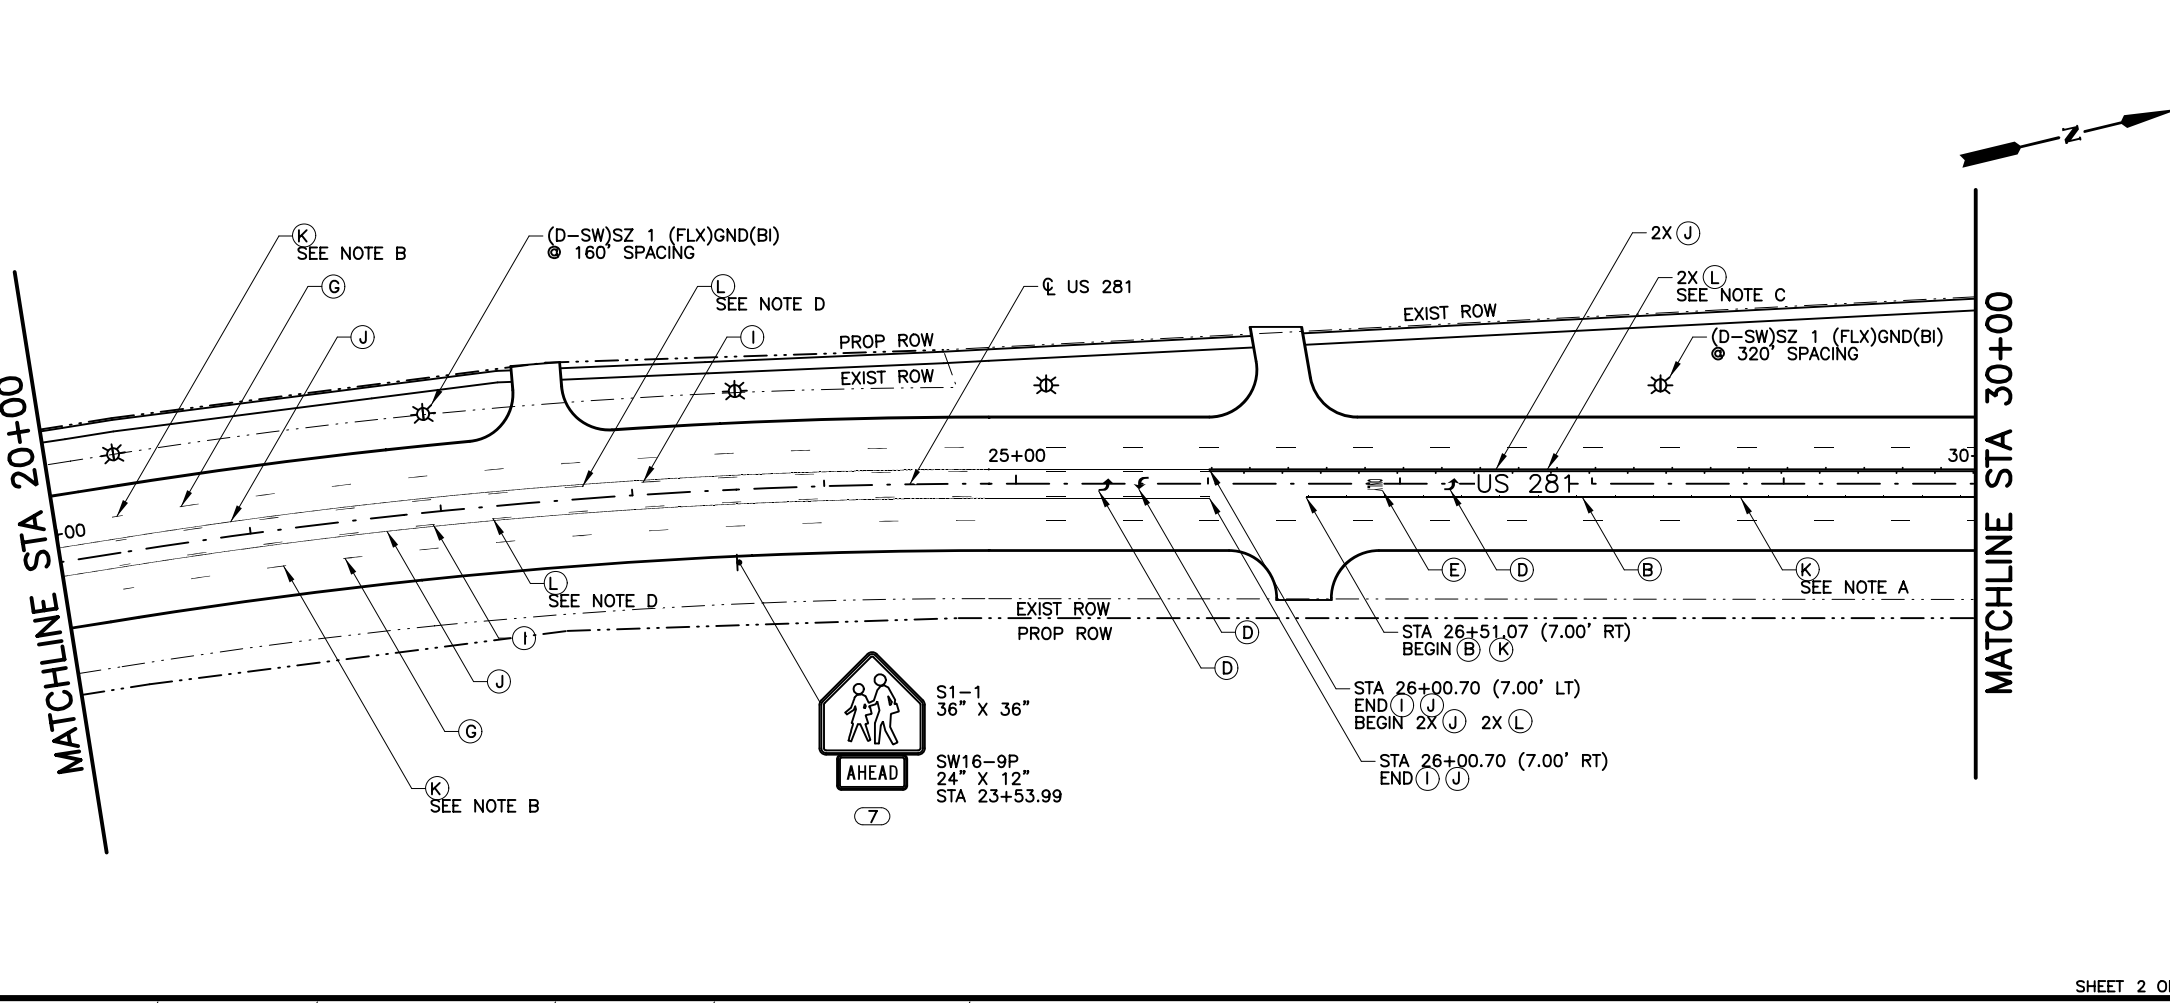 N
K
SEE NOTE B
G
J
(D-SW)SZ 1 (FLX)GND(BI)
@ 160' SPACING
L
SEE NOTE D
I
℄ US 281
2X J
2X L
SEE NOTE C
(D-SW)SZ 1 (FLX)GND(BI)
@ 320' SPACING
PROP ROW
EXIST ROW
EXIST ROW
MATCHLINE STA 20+00
MATCHLINE STA 30+00
00
25+00
30
US 281
L
SEE NOTE D
I
J
G
K
SEE NOTE B
EXIST ROW
PROP ROW
D
D
E
D
B
K
SEE NOTE A
STA 26+51.07 (7.00' RT)
BEGIN B K
STA 26+00.70 (7.00' LT)
END I J
BEGIN 2X J 2X L
STA 26+00.70 (7.00' RT)
END I J
S1-1
36" X 36"
AHEAD
SW16-9P
24" X 12"
STA 23+53.99
7
SHEET 2